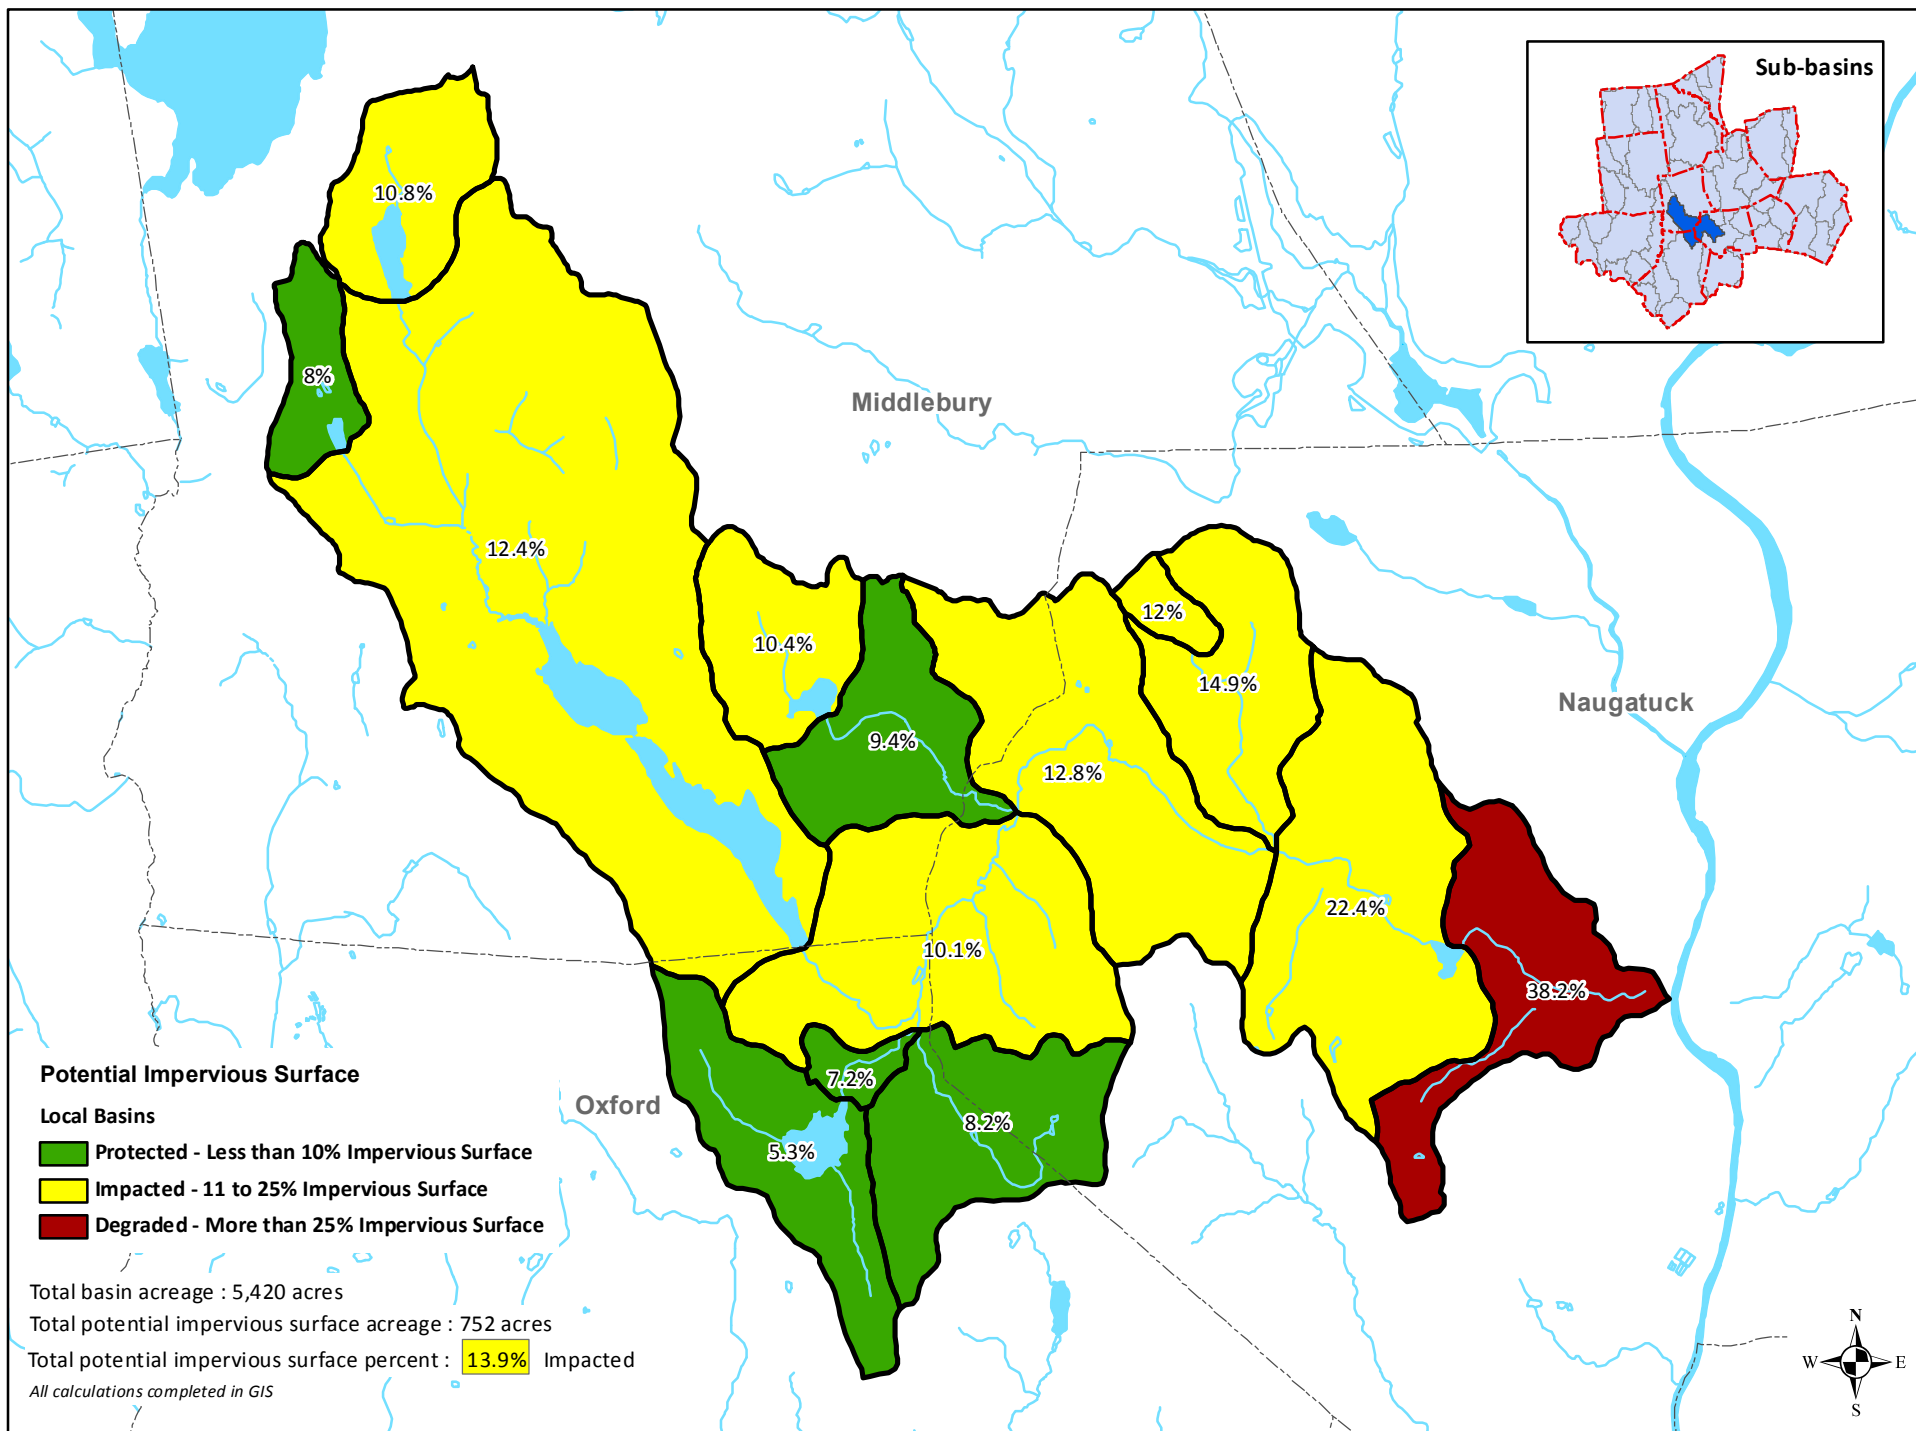 Sub-basins
10.8%
8%
Middlebury
12.4%
12%
10.4%
14.9%
Naugatuck
9.4%
12.8%
22.4%
10.1%
38.2%
7.2%
Oxford
8.2%
5.3%
Potential Impervious Surface
Local Basins
Protected - Less than 10% Impervious Surface
Impacted - 11 to 25% Impervious Surface
Degraded - More than 25% Impervious Surface
Total basin acreage : 5,420 acres
Total potential impervious surface acreage : 752 acres
Total potential impervious surface percent : 13.9% Impacted
All calculations completed in GIS
N
W E
S